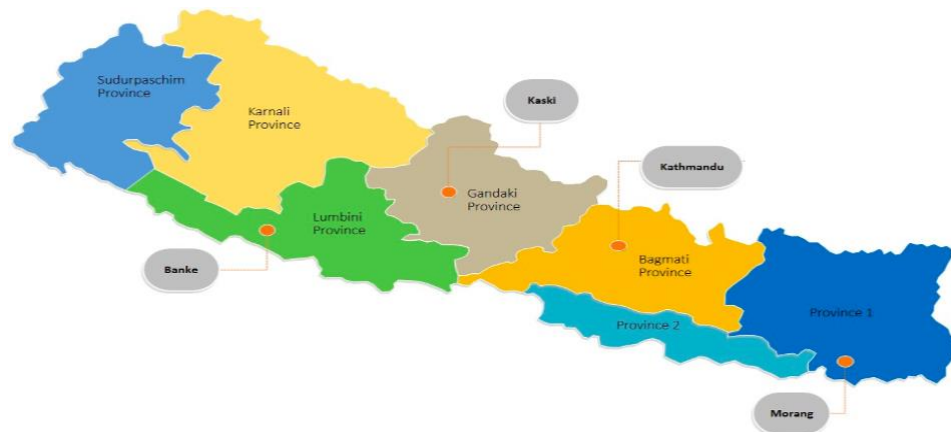 Sudurpaschim
Province
Karnali
Province
Kaski
Kathmandu
Gandaki
Province
Lumbini
Province
Banke
Bagmati
Province
Province 1
Province 2
Morang